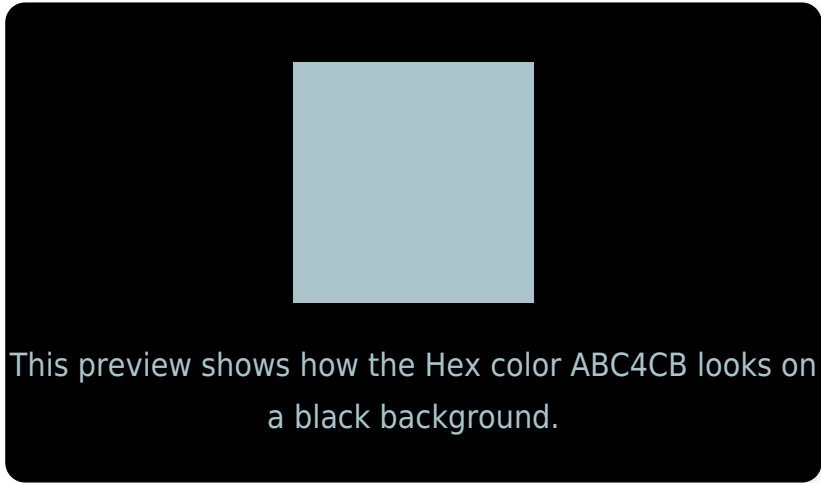 This preview shows how the Hex color ABC4CB looks on
a black background.